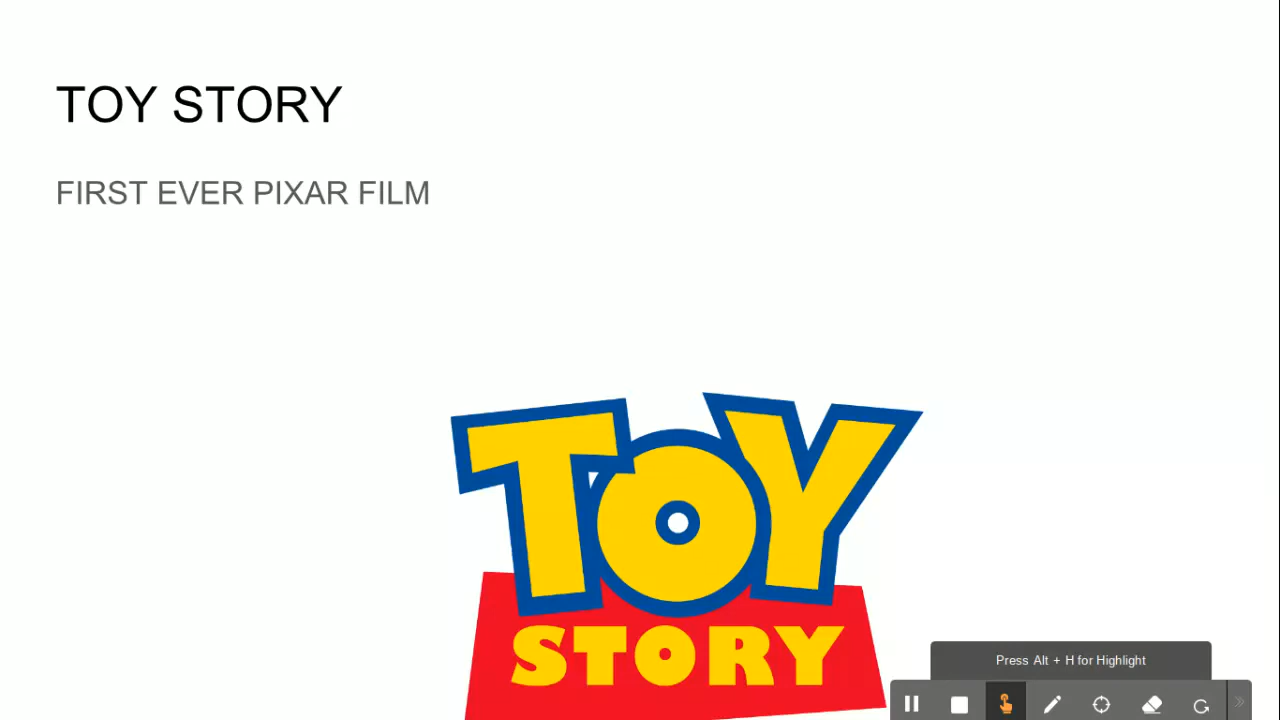 TOY STORY
FIRST EVER PIXAR FILM
TOY
STORY
Press Alt + H for Highlight